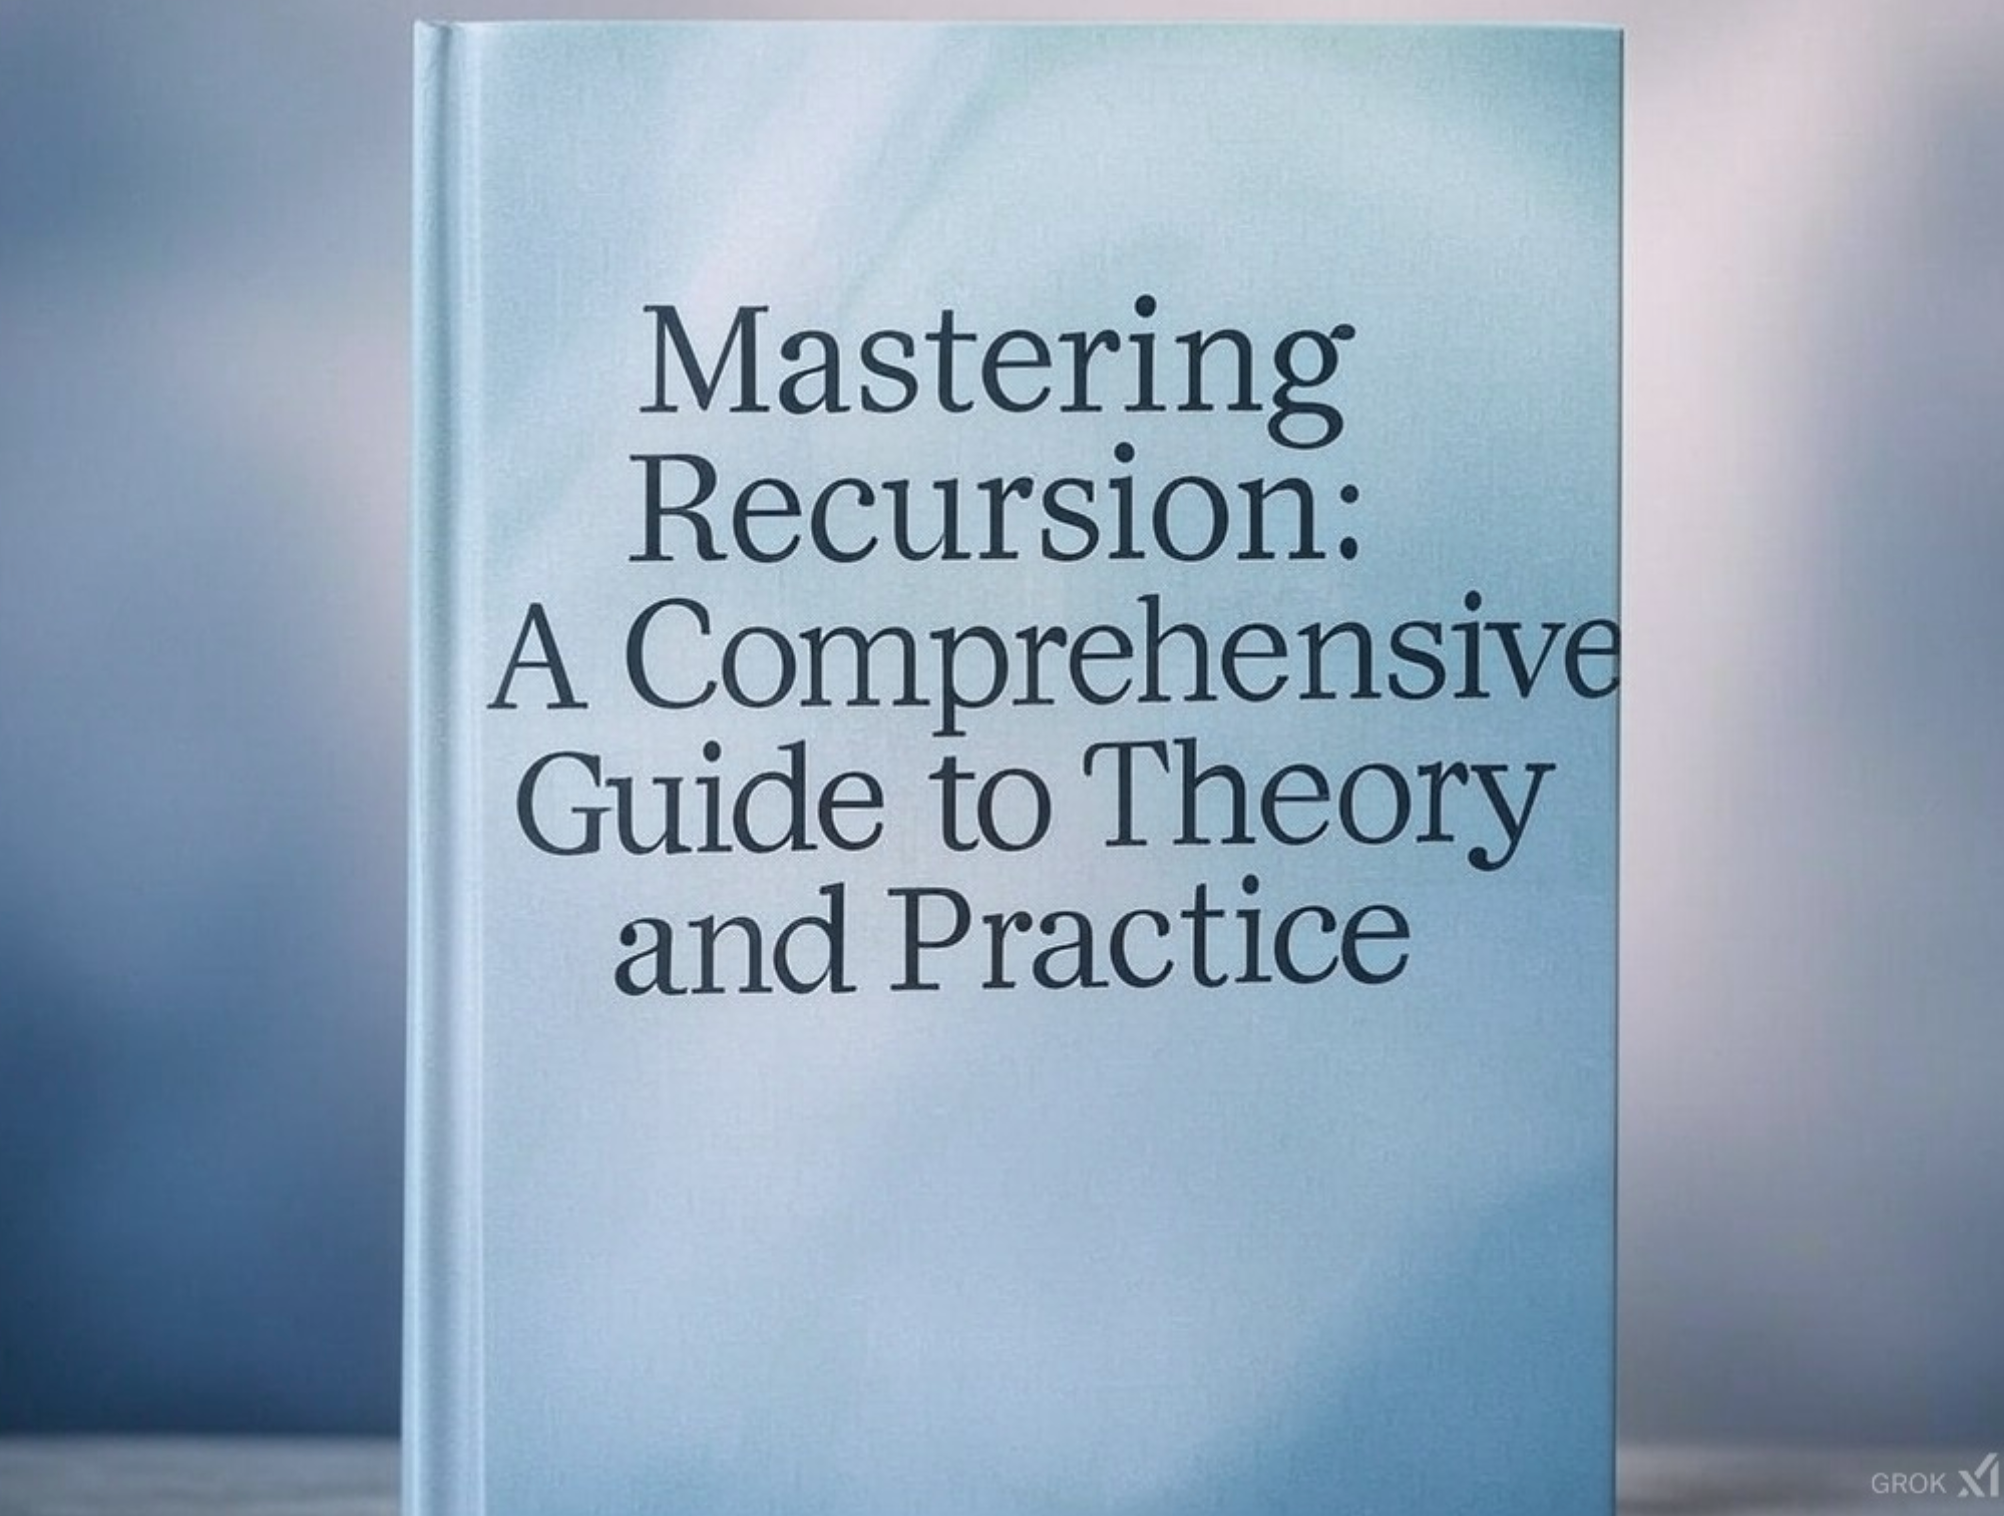 Mastering
Recursion:
A Comprehensive
Guide to Theory
and Practice
GROK